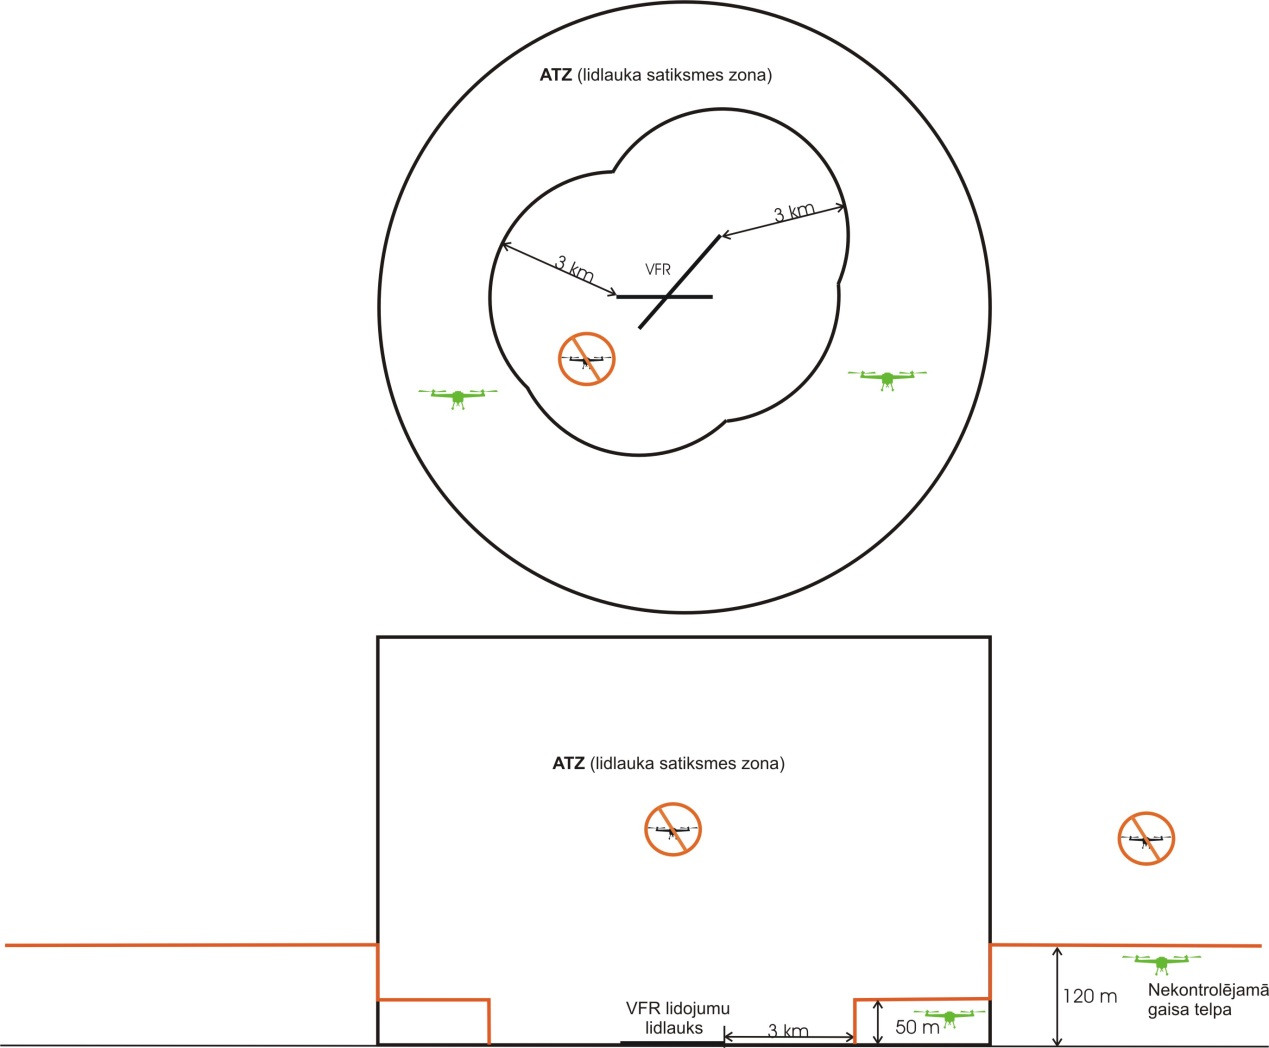 ATZ (lidlauka satiksmes zona)
3 km
3 km
VFR
ATZ (lidlauka satiksmes zona)
VFR lidojumu
lidlauks
3 km
50 m
120 m
Nekontrolējamā
gaisa telpa